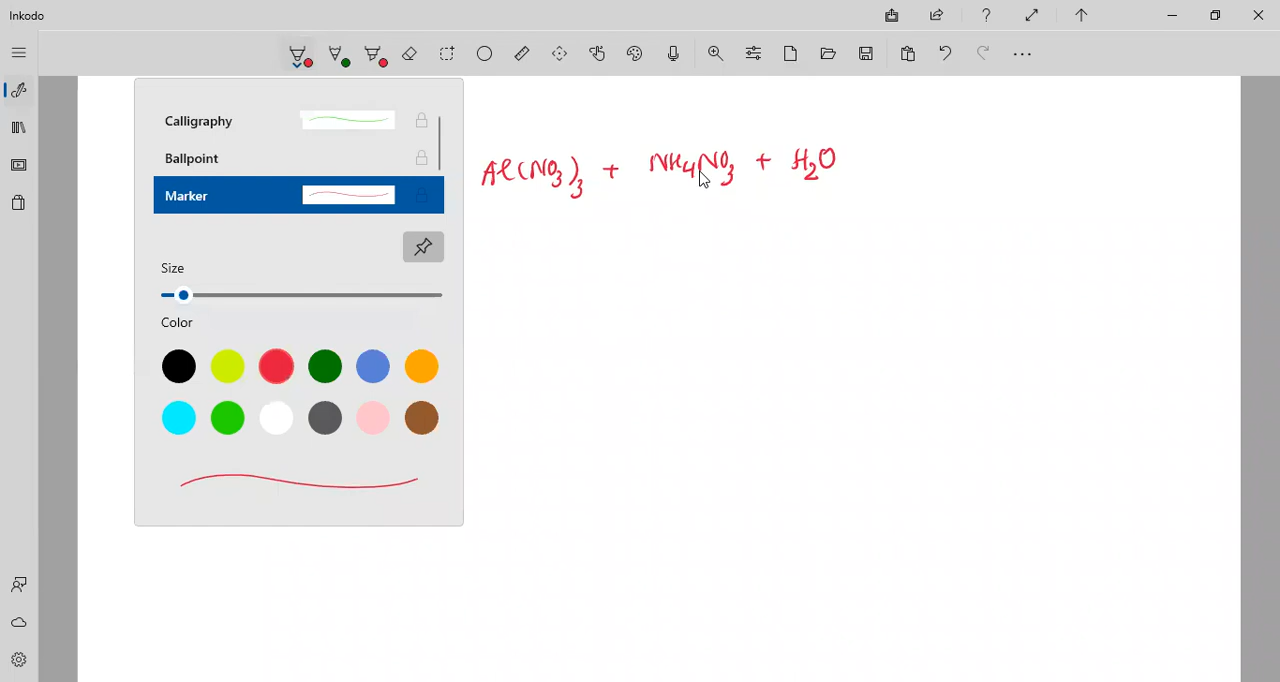 Inkodo
Calligraphy
Ballpoint
Marker
Size
Color
Al(NO3)3 + NH4NO3 + H2O